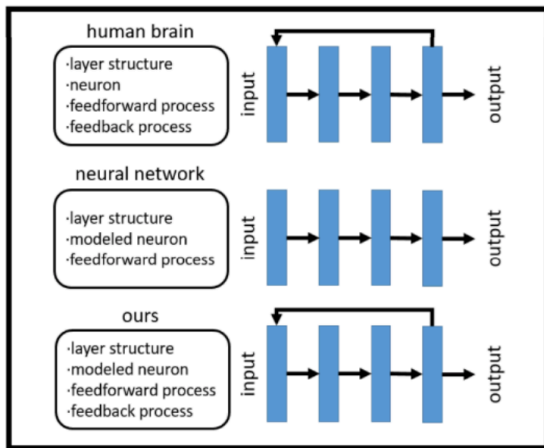 human brain
·layer structure
·neuron
·feedforward process
·feedback process
input
output
neural network
·layer structure
·modeled neuron
·feedforward process
input
output
ours
·layer structure
·modeled neuron
·feedforward process
·feedback process
input
output